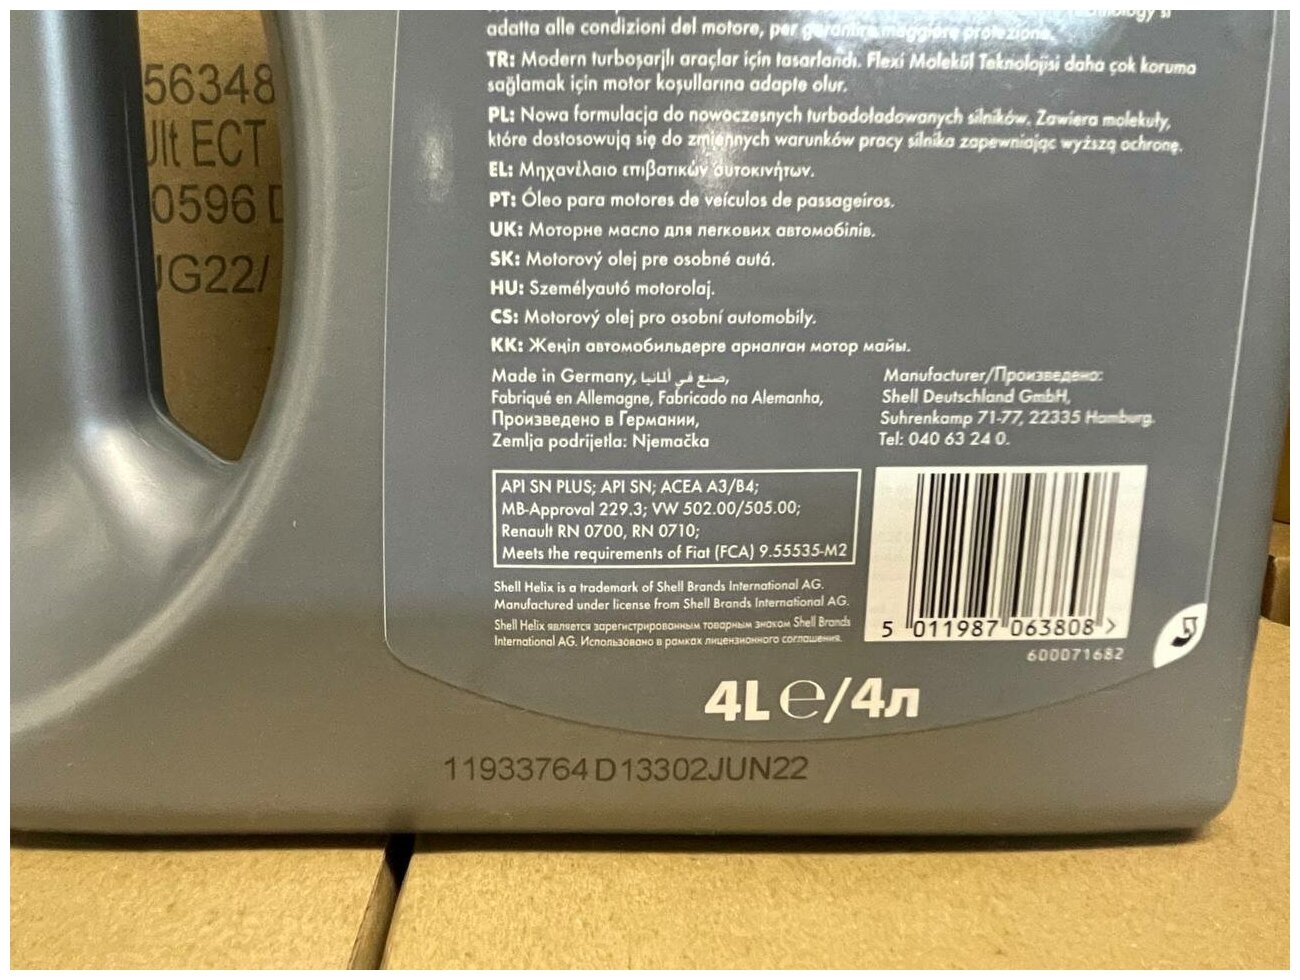 56348
Ult ECT
0596 D
UG22/
adatta alle condizioni del motore, per garantire maggiore protezione.
TR: Modern turboşarjlı araçlar için tasarlandı. Flexi Molekül Teknolojisi daha çok koruma
sağlamak için motor koşullarına adapte olur.
PL: Nowa formulacja do nowoczesnych turbodoładowanych silników. Zawiera molekuły,
które dostosowują się do zmiennych warunków pracy silnika zapewniając wyższą ochronę.
EL: Μηχανέλαιο επιβατικών αυτοκινήτων.
PT: Óleo para motores de veículos de passageiros.
UK: Моторне масло для легкових автомобілів.
SK: Motorový olej pre osobné autá.
HU: Személyautó motorolaj.
CS: Motorový olej pro osobní automobily.
KK: Жеңіл автомобильдерге арналған мотор майы.
Made in Germany, صنع في ألمانيا,
Fabriqué en Allemagne, Fabricado na Alemanha,
Произведено в Германии,
Zemlja podrijetla: Njemačka
Manufacturer/Произведено:
Shell Deutschland GmbH,
Suhrenkamp 71-77, 22335 Hamburg.
Tel: 040 63 24 0.
API SN PLUS; API SN; ACEA A3/B4;
MB-Approval 229.3; VW 502.00/505.00;
Renault RN 0700, RN 0710;
Meets the requirements of Fiat (FCA) 9.55535-M2
Shell Helix is a trademark of Shell Brands International AG.
Manufactured under license from Shell Brands International AG.
Shell Helix является зарегистрированным товарным знаком Shell Brands
International AG. Использовано в рамках лицензионного соглашения.
5 011987 063808 >
600071682
4L e/4л
11933764 D13302JUN22